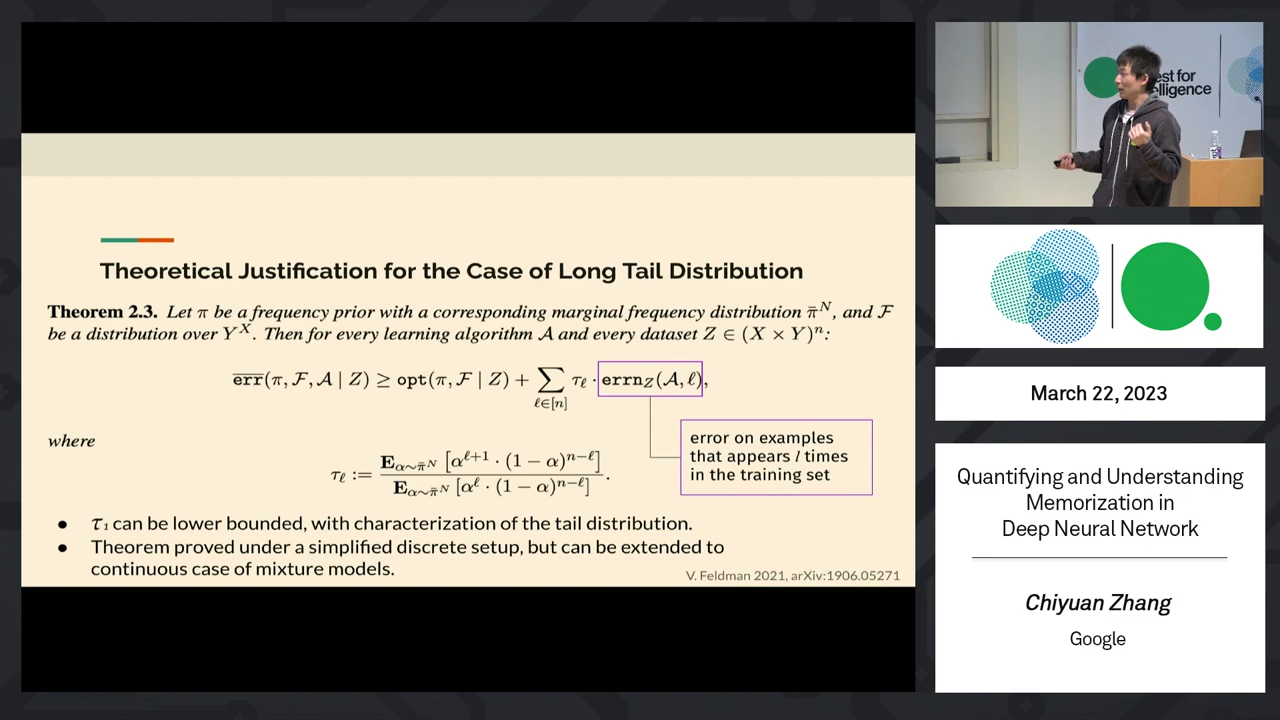 est for
elligence
Theoretical Justification for the Case of Long Tail Distribution
Theorem 2.3. Let π be a frequency prior with a corresponding marginal frequency distribution π̄^N, and F
be a distribution over Y^X. Then for every learning algorithm A and every dataset Z ∈ (X × Y)^n:
err̅(π, F, A | Z) ≥ opt(π, F | Z) + ∑_{ℓ∈[n]} τ_ℓ · errn_Z(A, ℓ),
where
error on examples
that appears l times
in the training set
τ_ℓ := E_{α∼π̄^N} [α^{ℓ+1} · (1 − α)^{n−ℓ}] / E_{α∼π̄^N} [α^ℓ · (1 − α)^{n−ℓ}].
● τ₁ can be lower bounded, with characterization of the tail distribution.
● Theorem proved under a simplified discrete setup, but can be extended to
continuous case of mixture models.
V. Feldman 2021, arXiv:1906.05271
March 22, 2023
Quantifying and Understanding
Memorization in
Deep Neural Network
Chiyuan Zhang
Google